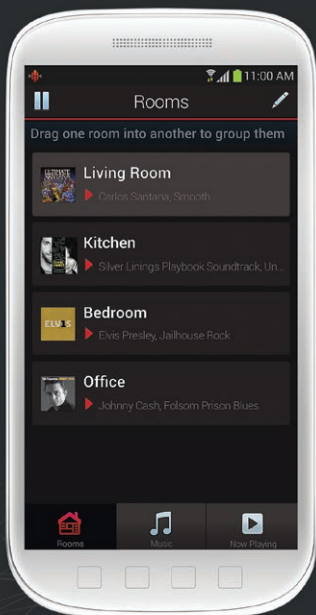 11:00 AM
Rooms
Drag one room into another to group them
Living Room
Carlos Santana, Smooth
Kitchen
Silver Linings Playbook Soundtrack, Un...
Bedroom
Elvis Presley, Jailhouse Rock
ELVIS
Office
Johnny Cash, Folsom Prison Blues
Rooms
Music
Now Playing